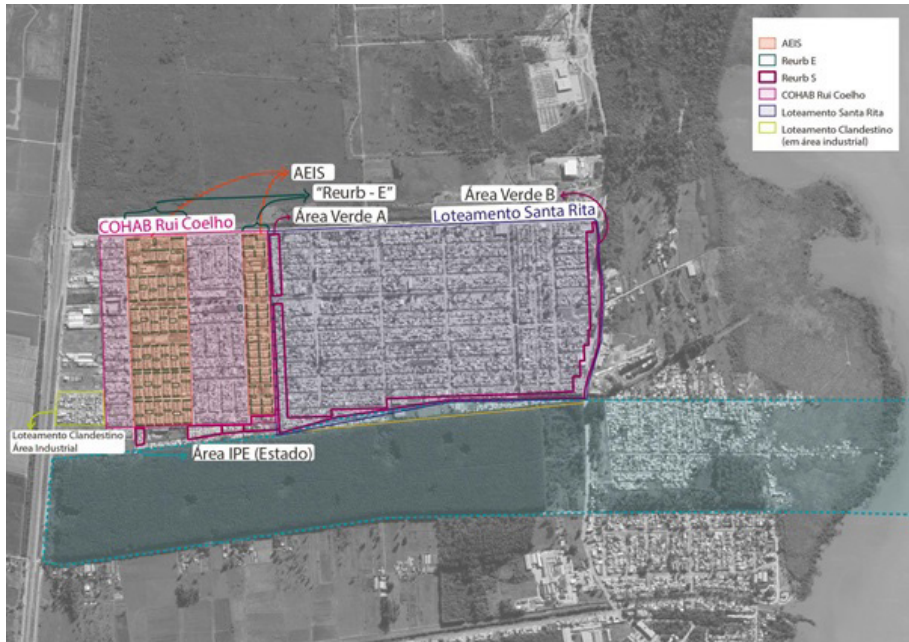 AEIS
Reurb E
Reurb S
COHAB Rui Coelho
Loteamento Santa Rita
Loteamento Clandestino
(em área industrial)
AEIS
"Reurb - E"
Área Verde B
COHAB Rui Coelho
Área Verde A
Loteamento Santa Rita
Loteamento Clandestino
Área Industrial
Área IPE (Estado)